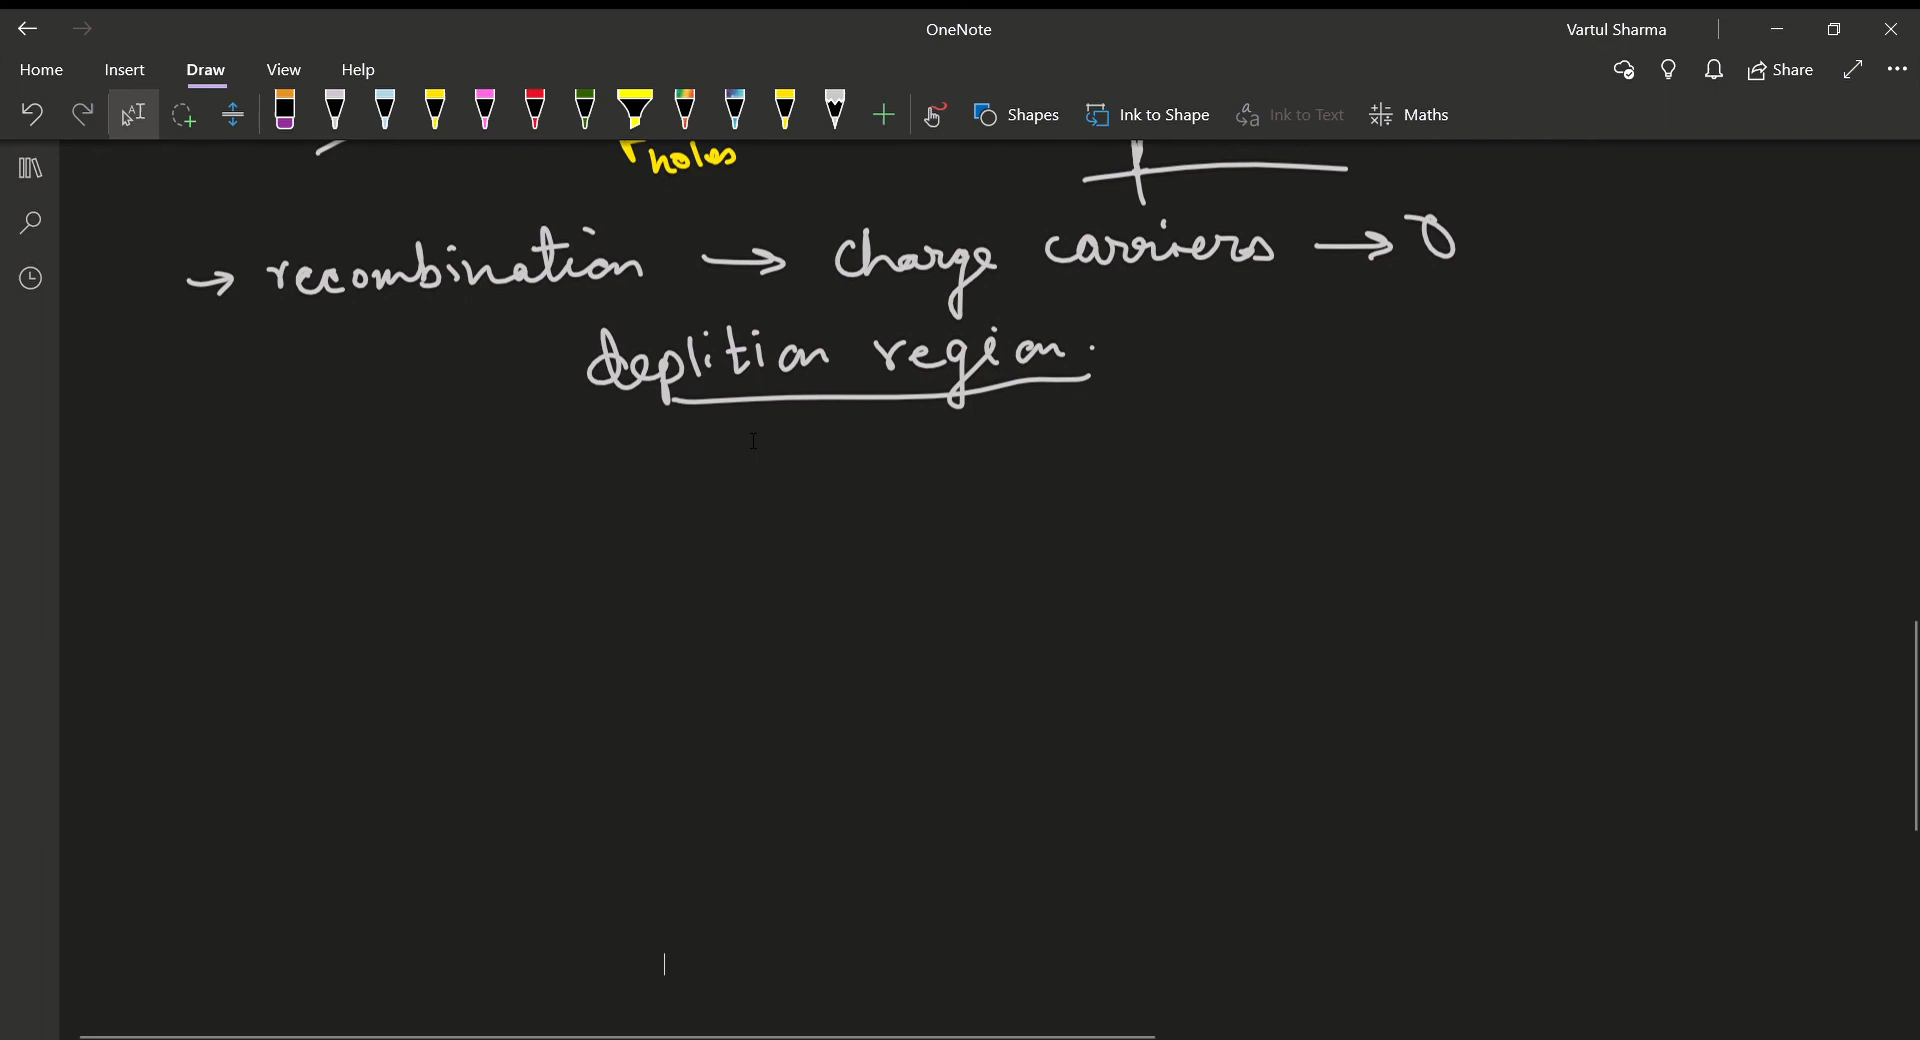 OneNote
Vartul Sharma
Home Insert Draw View Help
Share
Shapes Ink to Shape Ink to Text Maths
holes
→ recombination → charge carriers → 0
deplition region.